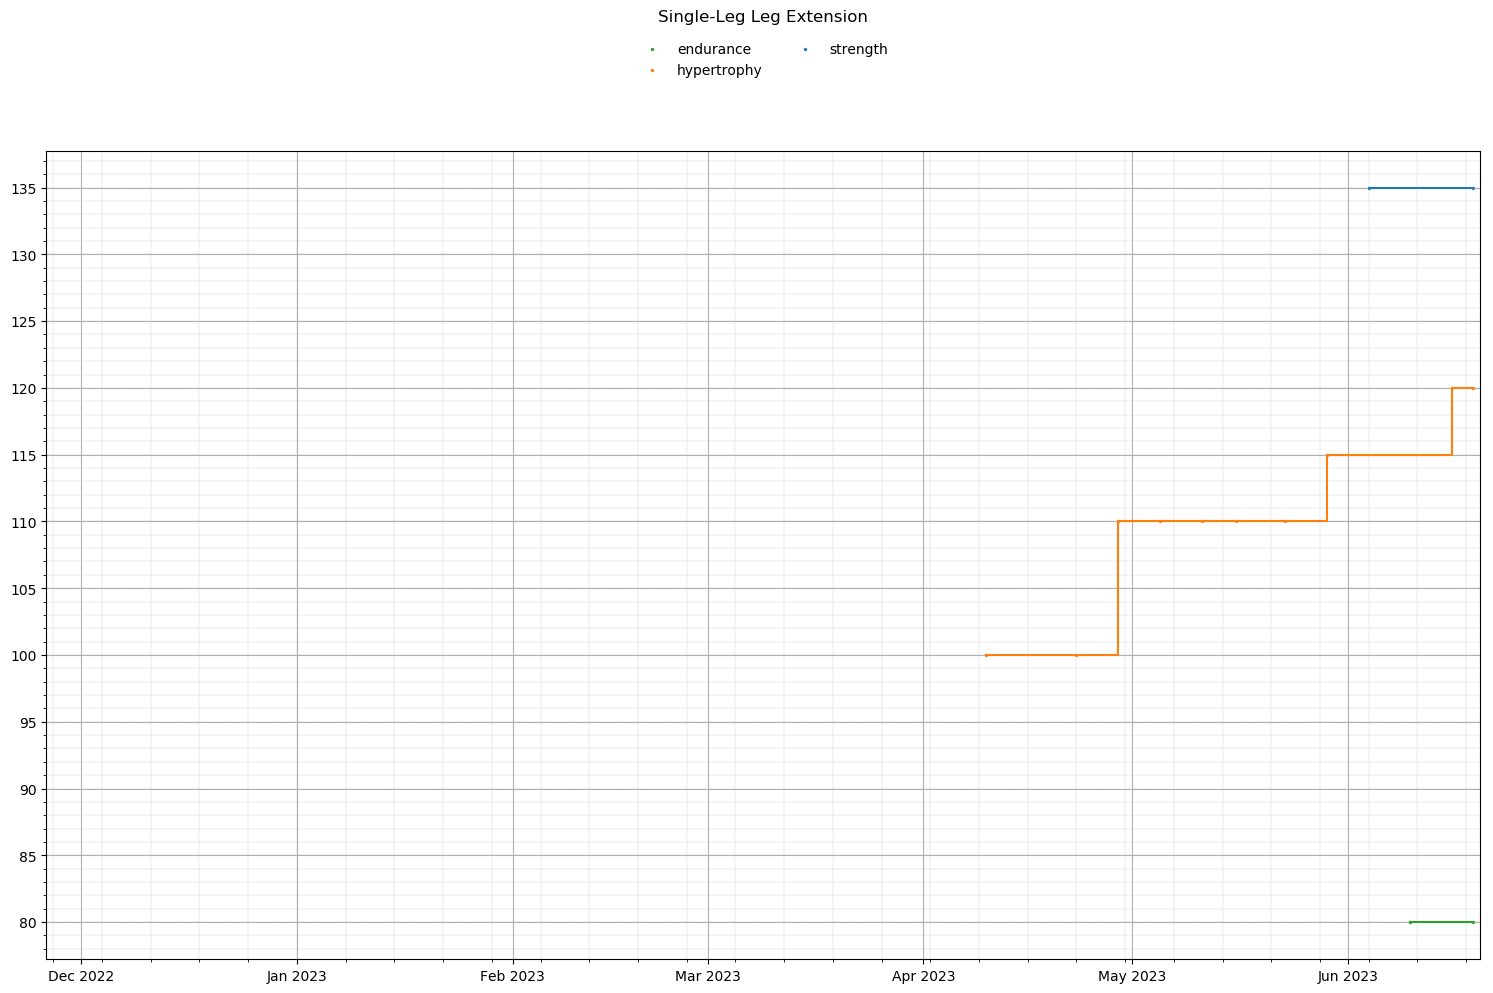 Single-Leg Leg Extension
endurance
hypertrophy
strength
135
130
125
120
115
110
105
100
95
90
85
80
Dec 2022
Jan 2023
Feb 2023
Mar 2023
Apr 2023
May 2023
Jun 2023